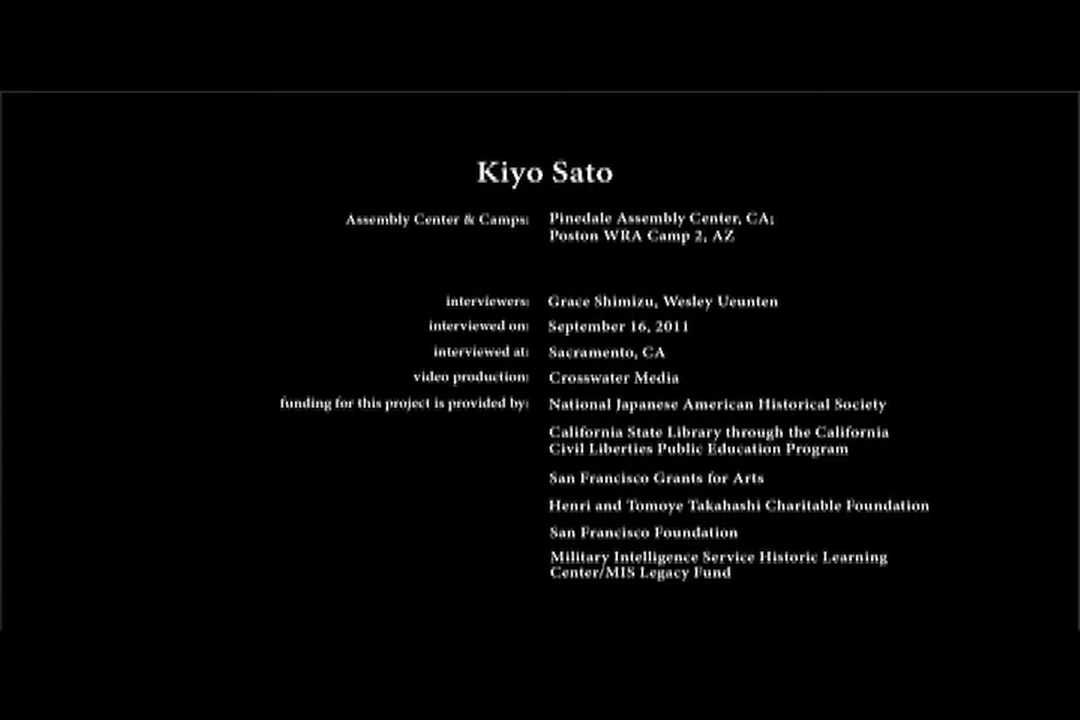 Kiyo Sato
Assembly Center & Camps: Pinedale Assembly Center, CA;
Poston WRA Camp 2, AZ
interviewers: Grace Shimizu, Wesley Ueunten
interviewed on: September 16, 2011
interviewed at: Sacramento, CA
video production: Crosswater Media
funding for this project is provided by: National Japanese American Historical Society
California State Library through the California
Civil Liberties Public Education Program
San Francisco Grants for Arts
Henri and Tomoye Takahashi Charitable Foundation
San Francisco Foundation
Military Intelligence Service Historic Learning
Center/MIS Legacy Fund